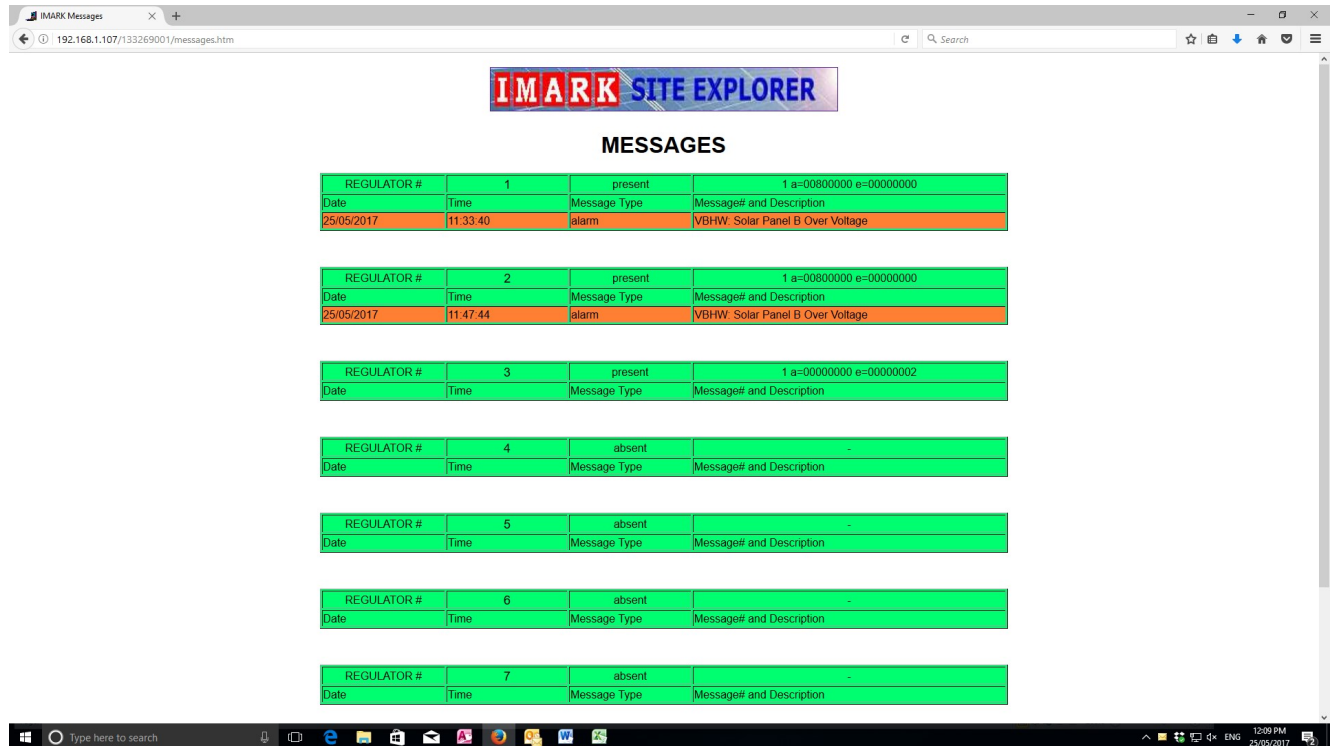 IMARK Messages
192.168.1.107/133269001/messages.htm
Search
IMARK SITE EXPLORER
MESSAGES
REGULATOR # 1 present 1 a=00800000 e=00000000
Date Time Message Type Message# and Description
25/05/2017 11:33:40 alarm VBHW: Solar Panel B Over Voltage
REGULATOR # 2 present 1 a=00800000 e=00000000
Date Time Message Type Message# and Description
25/05/2017 11:47:44 alarm VBHW: Solar Panel B Over Voltage
REGULATOR # 3 present 1 a=00000000 e=00000002
Date Time Message Type Message# and Description
REGULATOR # 4 absent -
Date Time Message Type Message# and Description
REGULATOR # 5 absent -
Date Time Message Type Message# and Description
REGULATOR # 6 absent -
Date Time Message Type Message# and Description
REGULATOR # 7 absent -
Date Time Message Type Message# and Description
Type here to search
ENG
12:09 PM
25/05/2017